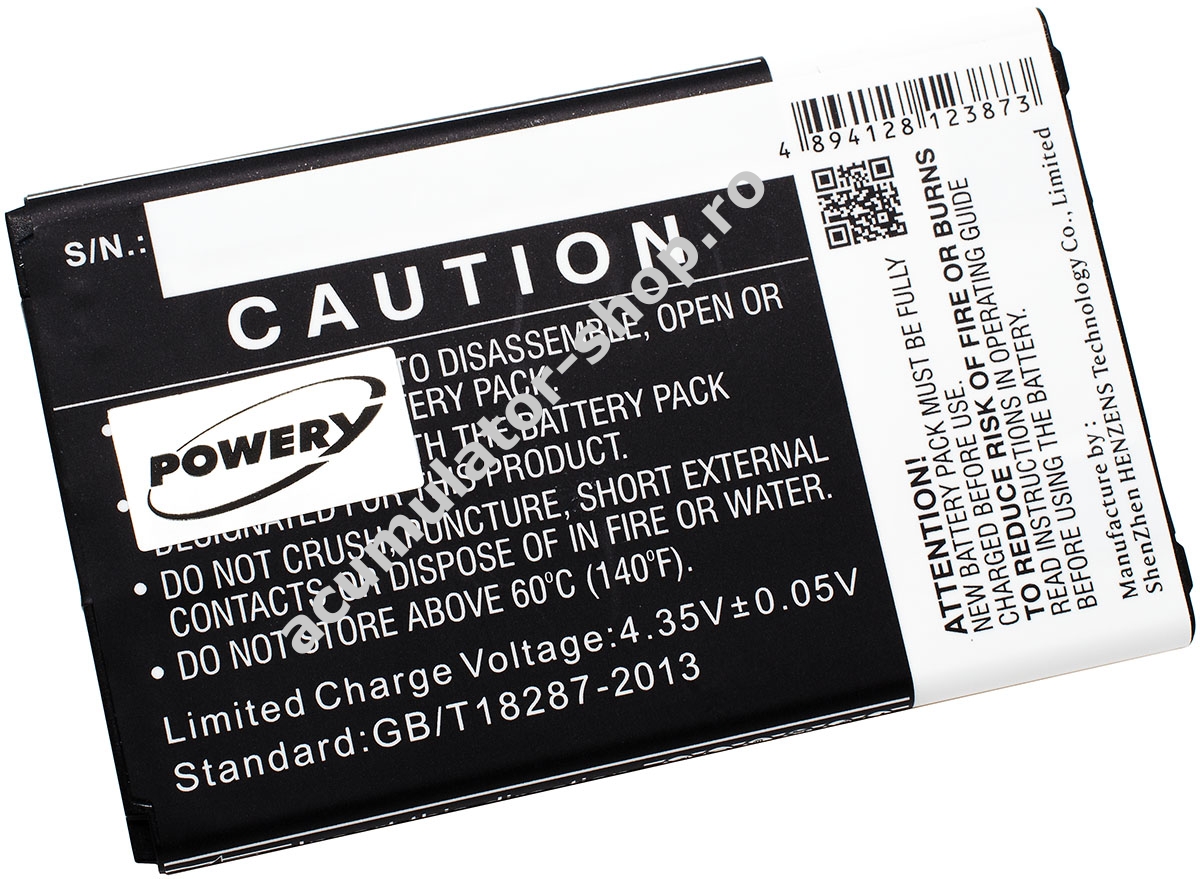 S/N.:
CAUTION
TO DISASSEMBLE, OPEN OR
ERY PACK.
TH THE BATTERY PACK
FOR THIS PRODUCT.
• DO NOT CRUSH, PUNCTURE, SHORT EXTERNAL
CONTACTS OR DISPOSE OF IN FIRE OR WATER.
• DO NOT STORE ABOVE 60°C (140°F).
Limited Charge Voltage:4.35V±0.05V
Standard:GB/T18287-2013
POWERY
acumulator-shop.ro
4 894128 123873
ATTENTION!
NEW BATTERY PACK MUST BE FULLY
CHARGED BEFORE USE.
TO REDUCE RISK OF FIRE OR BURNS
READ INSTRUCTIONS IN OPERATING GUIDE
BEFORE USING THE BATTERY.
Manufacture by:
ShenZhen HENZENS Technology Co., Limited